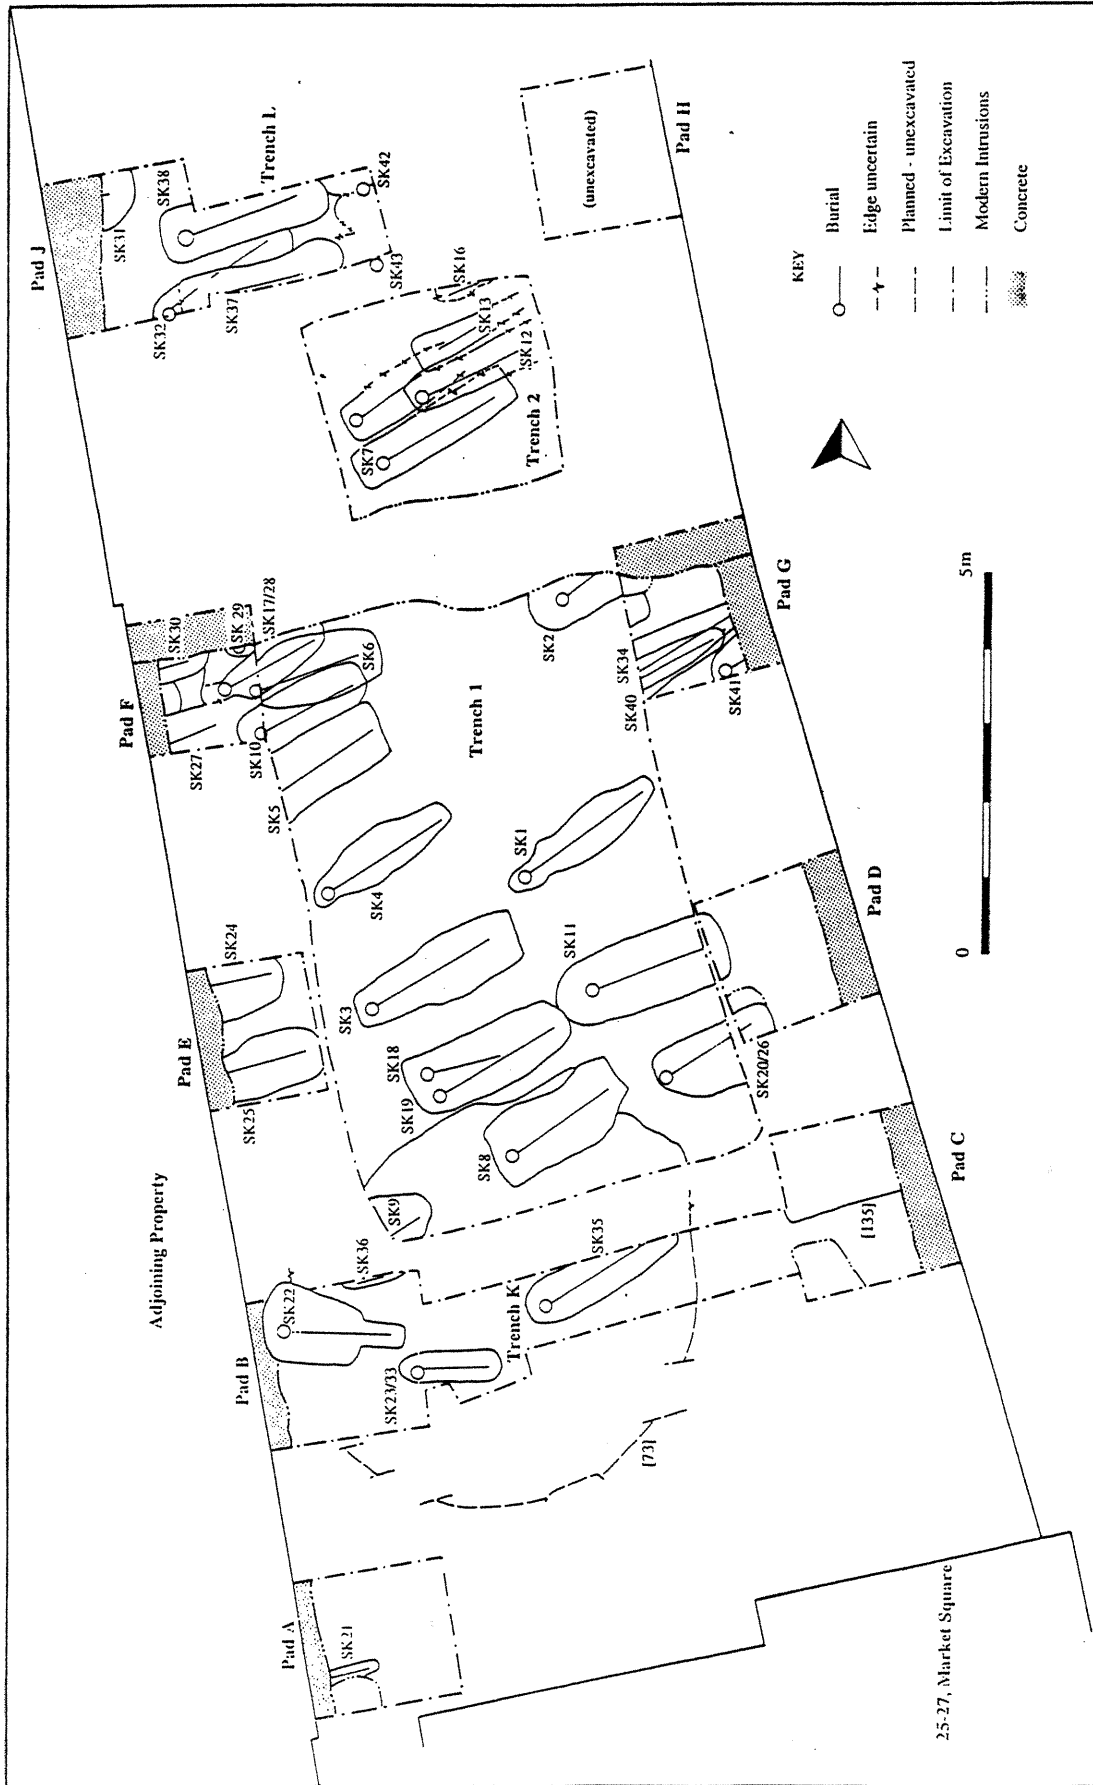 Adjoining Property
Pad A
SK21
Pad B
SK22
SK36
SK23/33
Trench K
[73]
SK35
Pad C
[135]
25-27, Market Square
Pad E
SK25
SK24
SK9
SK8
SK19
SK18
SK3
SK11
SK20/26
Pad D
SK4
SK1
Trench 1
SK5
SK10
SK27
Pad F
SK30
SK 29
SK17/28
SK6
SK2
SK34
SK40
SK41
Pad G
Trench 2
SK7
SK12
SK13
SK16
Pad J
SK31
SK38
SK32
SK37
SK43
SK42
Trench L
(unexcavated)
Pad H
0
5m
KEY
Burial
Edge uncertain
Planned - unexcavated
Limit of Excavation
Modern Intrusions
Concrete